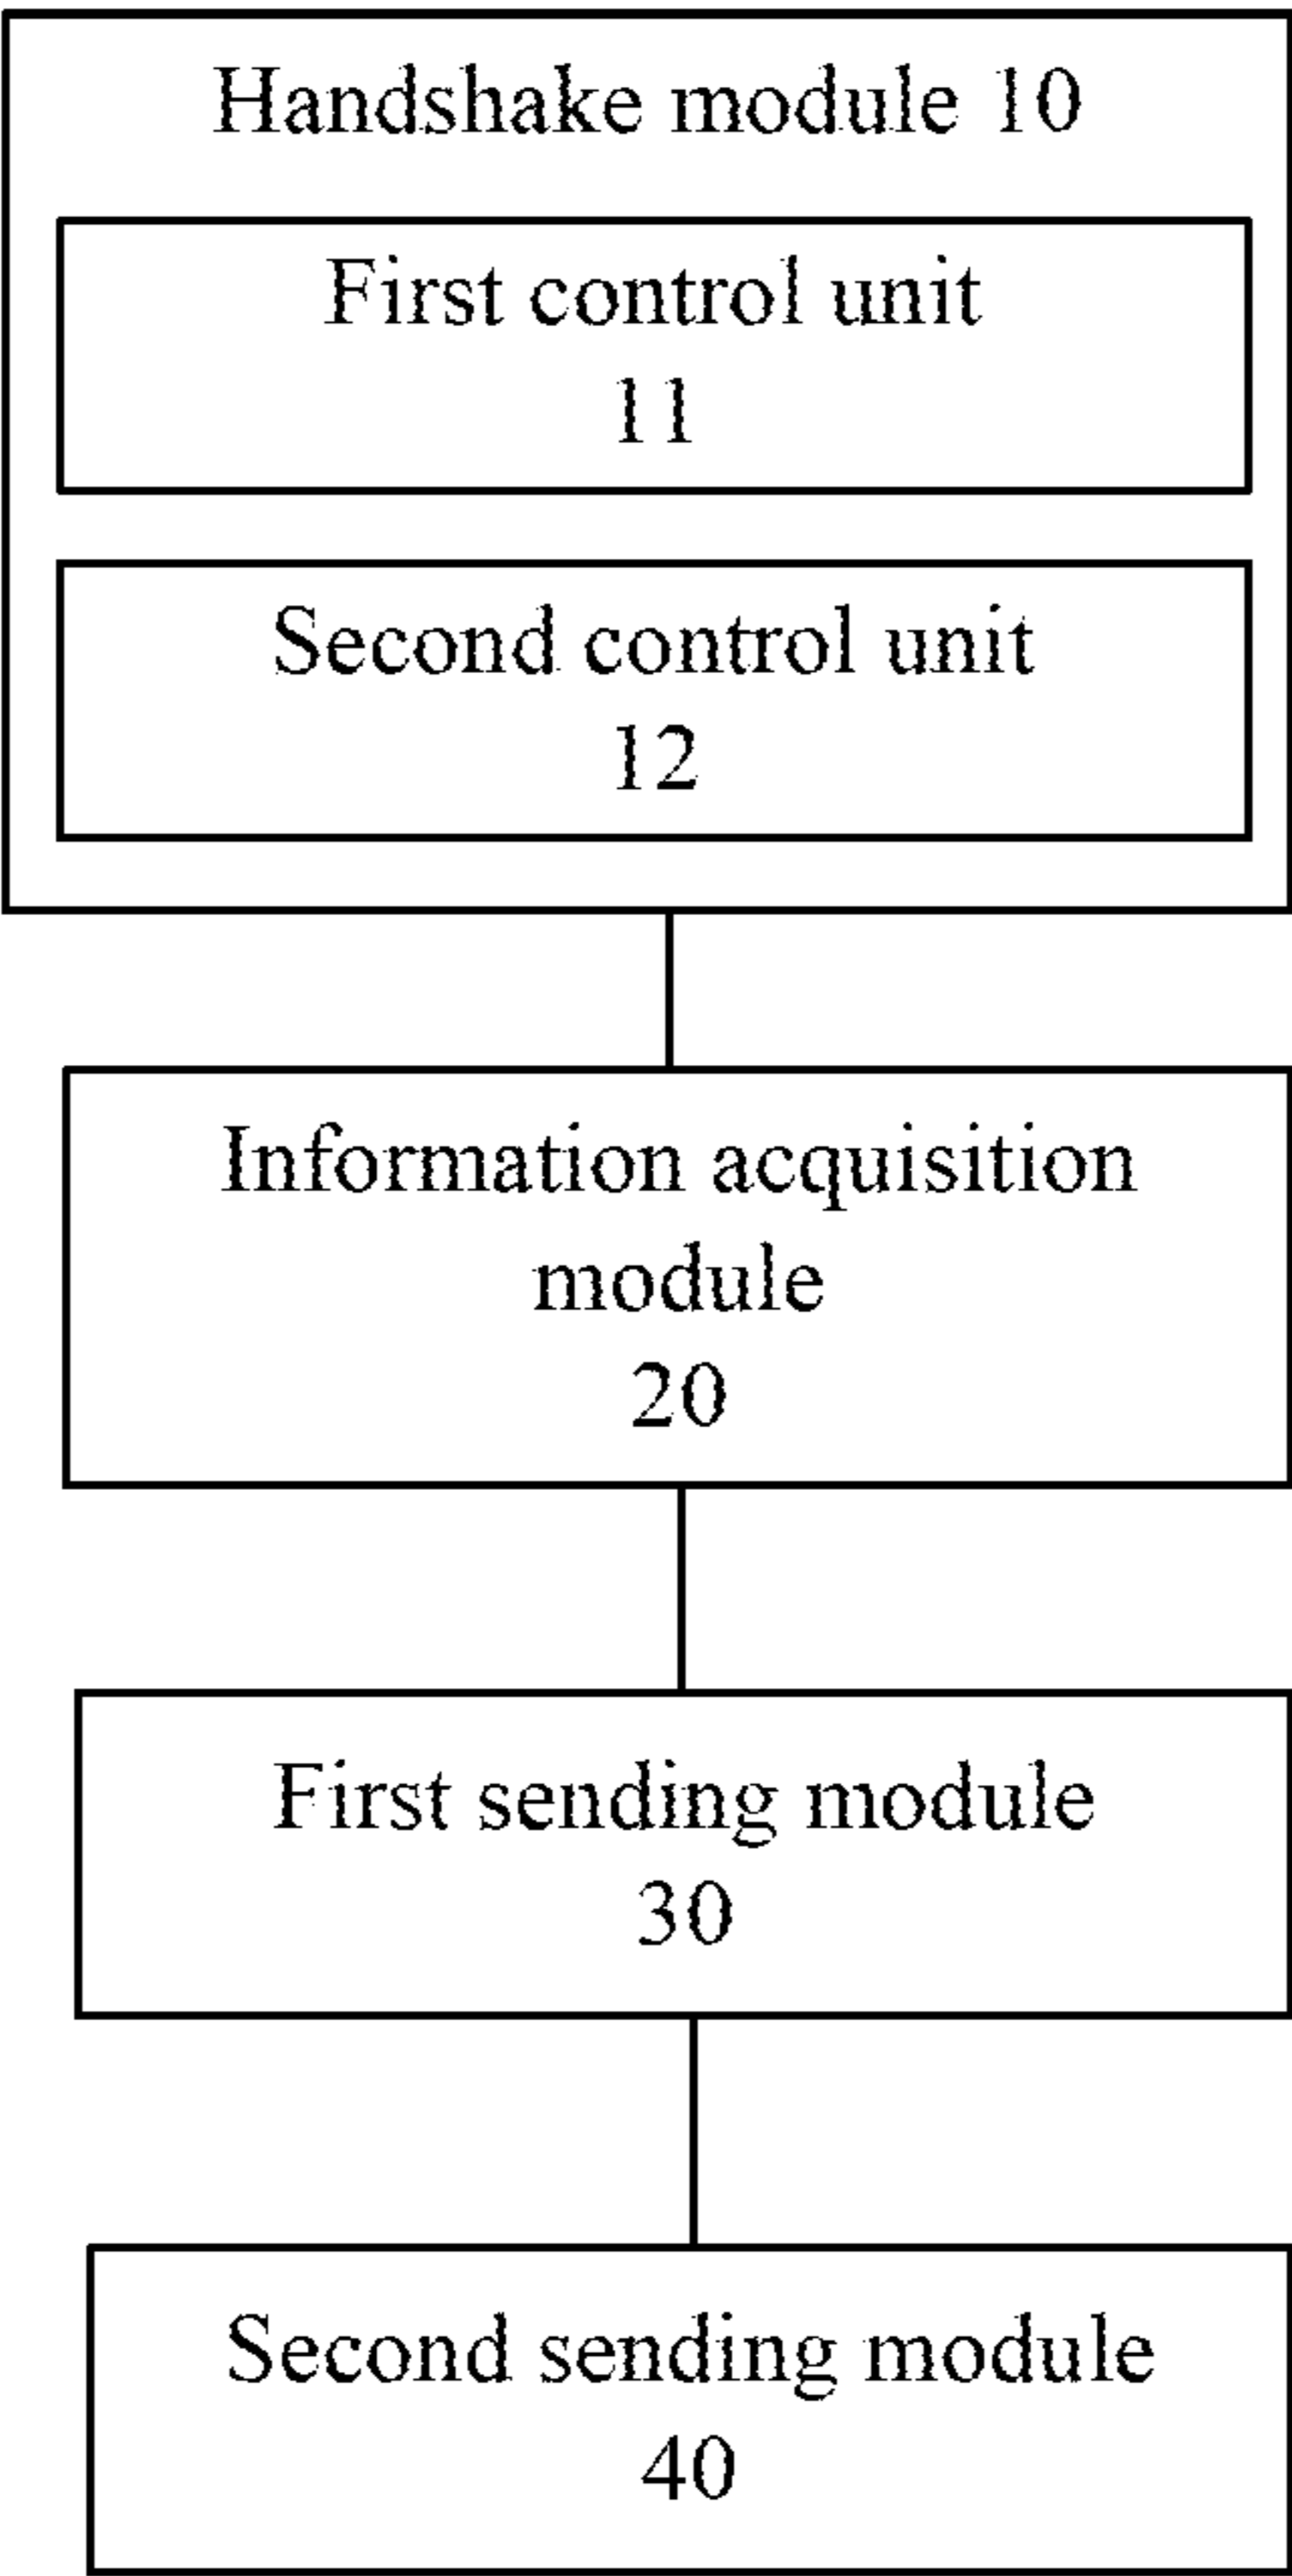 Handshake module 10
First control unit
11
Second control unit
12
Information acquisition
module
20
First sending module
30
Second sending module
40